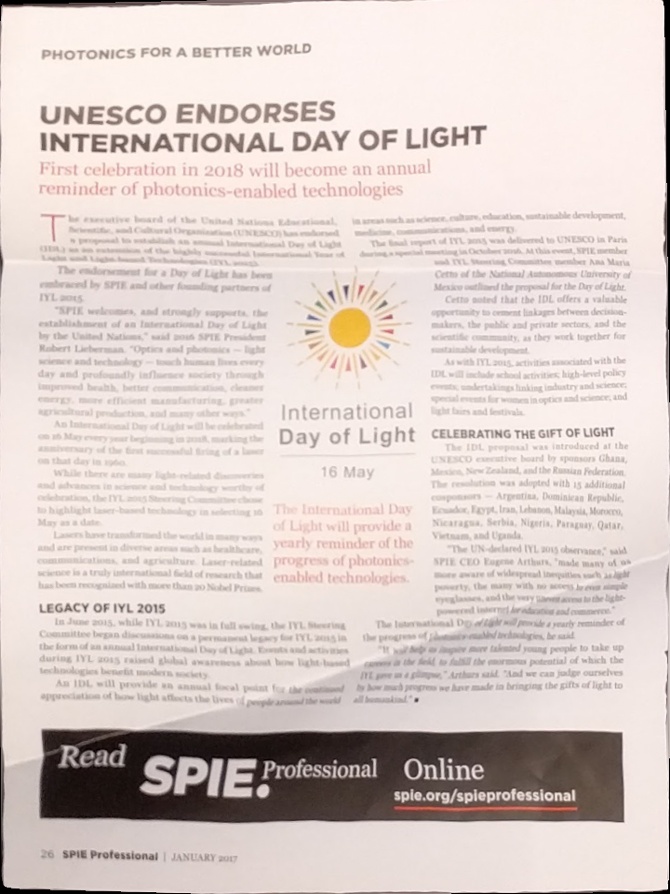 PHOTONICS FOR A BETTER WORLD
UNESCO ENDORSES
INTERNATIONAL DAY OF LIGHT
First celebration in 2018 will become an annual
reminder of photonics-enabled technologies
The executive board of the United Nations Educational,
Scientific, and Cultural Organization (UNESCO) has endorsed
a proposal to establish an annual International Day of Light
(IDL) as an extension of the highly successful International Year of
Light and Light-based Technologies (IYL 2015).
The endorsement for a Day of Light has been
embraced by SPIE and other founding partners of
IYL 2015.
"SPIE welcomes, and strongly supports, the
establishment of an International Day of Light
by the United Nations," said 2016 SPIE President
Robert Lieberman. "Optics and photonics — light
science and technology — touch human lives every
day and profoundly influence society through
improved health, better communication, cleaner
energy, more efficient manufacturing, greater
agricultural production, and many other ways."
An International Day of Light will be celebrated
on 16 May every year beginning in 2018, marking the
anniversary of the first successful firing of a laser
on that day in 1960.
While there are many light-related discoveries
and advances in science and technology worthy of
celebration, the IYL 2015 Steering Committee chose
to highlight laser-based technology in selecting 16
May as a date.
Lasers have transformed the world in many ways
and are present in diverse areas such as healthcare,
communications, and agriculture. Laser-related
science is a truly international field of research that
has been recognized with more than 20 Nobel Prizes.
LEGACY OF IYL 2015
In June 2015, while IYL 2015 was in full swing, the IYL Steering
Committee began discussions on a permanent legacy for IYL 2015 in
the form of an annual International Day of Light. Events and activities
during IYL 2015 raised global awareness about how light-based
technologies benefit modern society.
An IDL will provide an annual focal point for the continued
appreciation of how light affects the lives of people around the world
International
Day of Light
16 May
The International Day
of Light will provide a
yearly reminder of the
progress of photonics-
enabled technologies.
in areas such as science, culture, education, sustainable development,
medicine, communications, and energy.
The final report of IYL 2015 was delivered to UNESCO in Paris
during a special meeting in October 2016. At this event, SPIE member
and IYL Steering Committee member Ana Maria
Cetto of the National Autonomous University of
Mexico outlined the proposal for the Day of Light.
Cetto noted that the IDL offers a valuable
opportunity to cement linkages between decision-
makers, the public and private sectors, and the
scientific community, as they work together for
sustainable development.
As with IYL 2015, activities associated with the
IDL will include school activities; high-level policy
events; undertakings linking industry and science;
special events for women in optics and science; and
light fairs and festivals.
CELEBRATING THE GIFT OF LIGHT
The IDL proposal was introduced at the
UNESCO executive board by sponsors Ghana,
Mexico, New Zealand, and the Russian Federation.
The resolution was adopted with 15 additional
cosponsors — Argentina, Dominican Republic,
Ecuador, Egypt, Iran, Lebanon, Malaysia, Morocco,
Nicaragua, Serbia, Nigeria, Paraguay, Qatar,
Vietnam, and Uganda.
"The UN-declared IYL 2015 observance," said
SPIE CEO Eugene Arthurs, "made many of us
more aware of widespread inequities such as light
poverty, the many with no access to even simple
eyeglasses, and the very uneven access to the light-
powered internet for education and commerce."
The International Day of Light will provide a yearly reminder of
the progress of photonics-enabled technologies, he said.
"It will help us inspire more talented young people to take up
careers in the field, to fulfill the enormous potential of which the
IYL gave us a glimpse," Arthurs said. "And we can judge ourselves
by how much progress we have made in bringing the gifts of light to
all humankind." ■
Read SPIE. Professional Online
spie.org/spieprofessional
26 SPIE Professional | JANUARY 2017